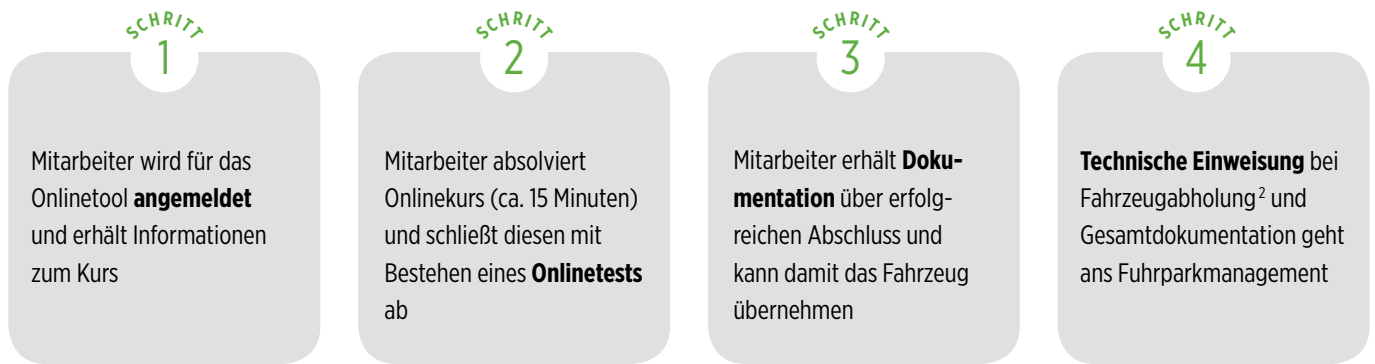 SCHRITT
1
Mitarbeiter wird für das
Onlinetool angemeldet
und erhält Informationen
zum Kurs
SCHRITT
2
Mitarbeiter absolviert
Onlinekurs (ca. 15 Minuten)
und schließt diesen mit
Bestehen eines Onlinetests
ab
SCHRITT
3
Mitarbeiter erhält Doku-
mentation über erfolg-
reichen Abschluss und
kann damit das Fahrzeug
übernehmen
SCHRITT
4
Technische Einweisung bei
Fahrzeugabholung ² und
Gesamtdokumentation geht
ans Fuhrparkmanagement